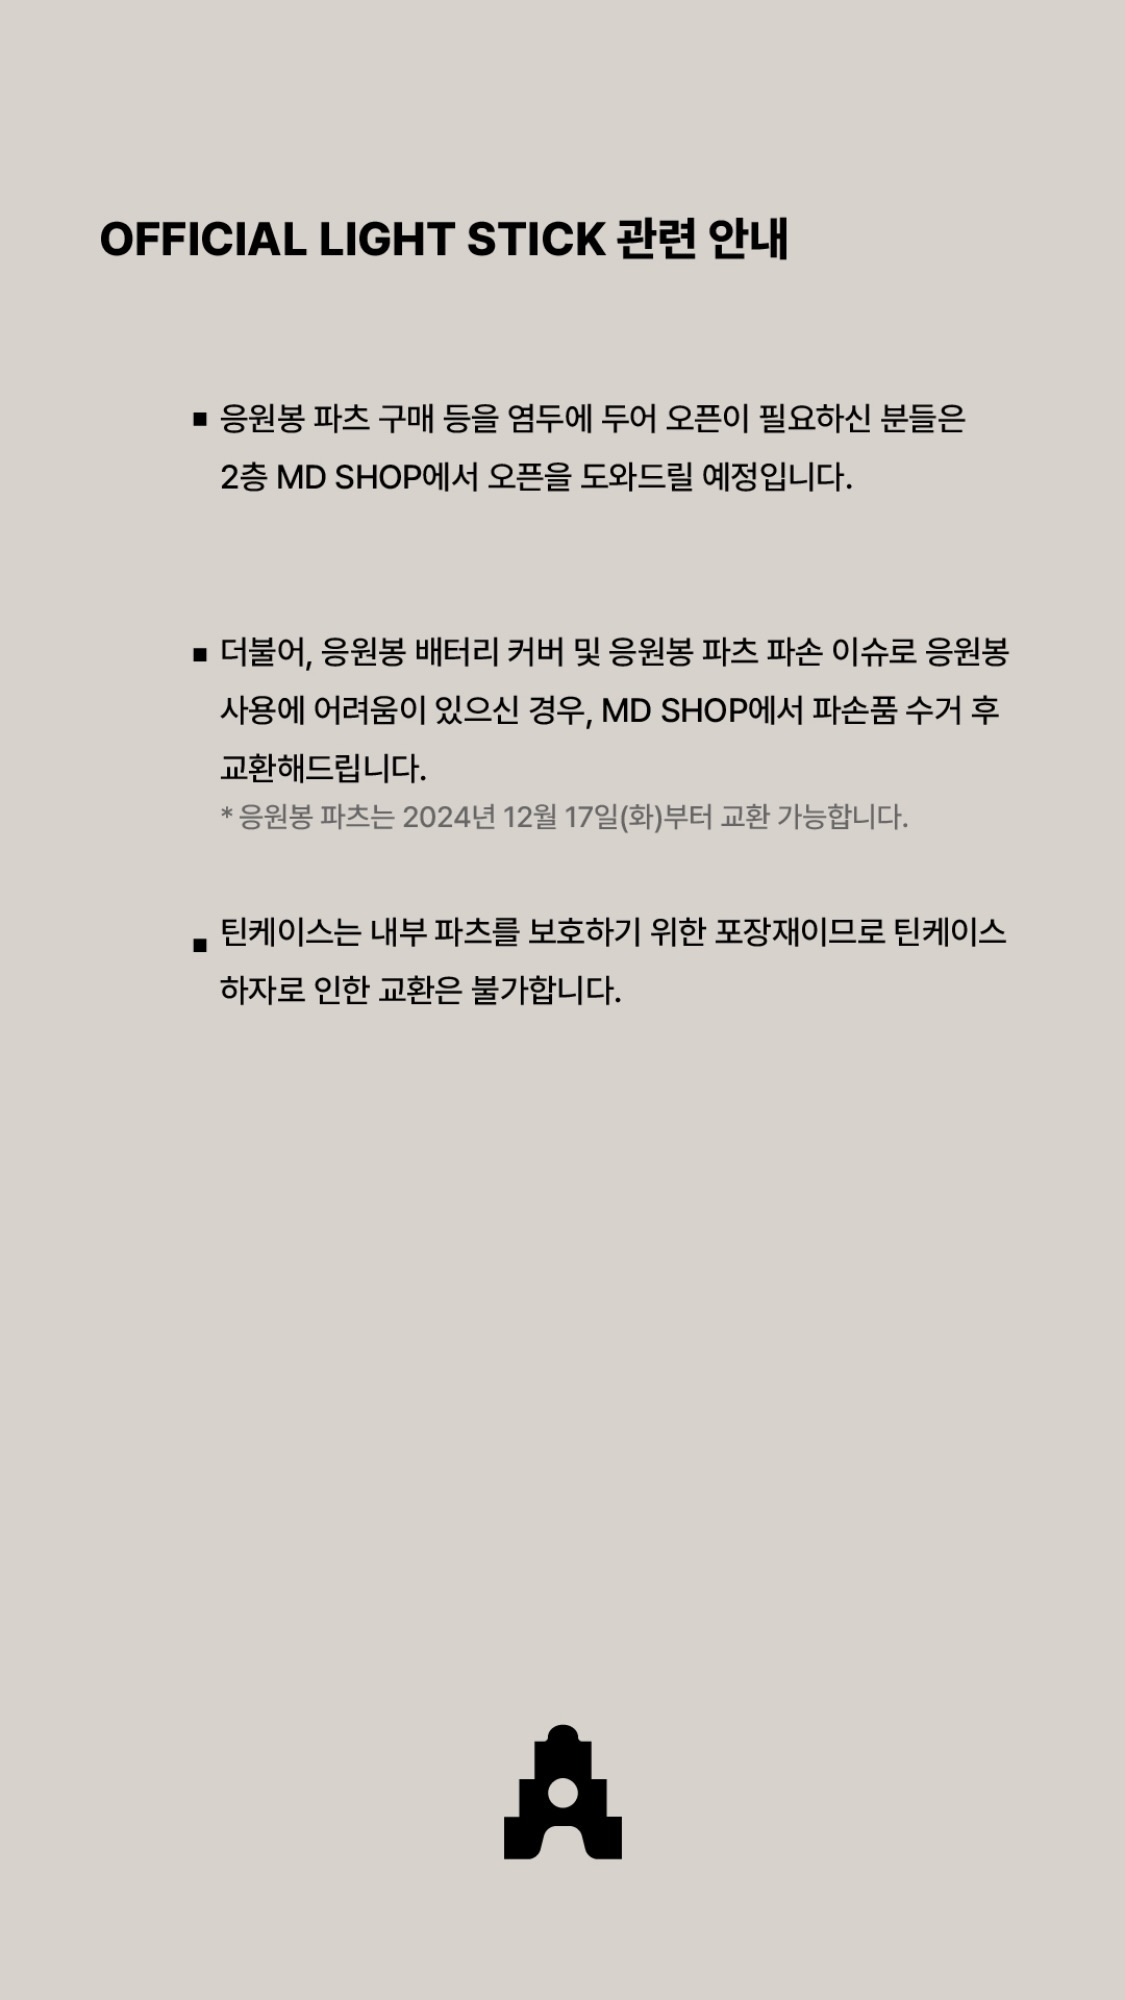 OFFICIAL LIGHT STICK 관련 안내
▪ 응원봉 파츠 구매 등을 염두에 두어 오픈이 필요하신 분들은
2층 MD SHOP에서 오픈을 도와드릴 예정입니다.
▪ 더불어, 응원봉 배터리 커버 및 응원봉 파츠 파손 이슈로 응원봉
사용에 어려움이 있으신 경우, MD SHOP에서 파손품 수거 후
교환해드립니다.
* 응원봉 파츠는 2024년 12월 17일(화)부터 교환 가능합니다.
▪ 틴케이스는 내부 파츠를 보호하기 위한 포장재이므로 틴케이스
하자로 인한 교환은 불가합니다.